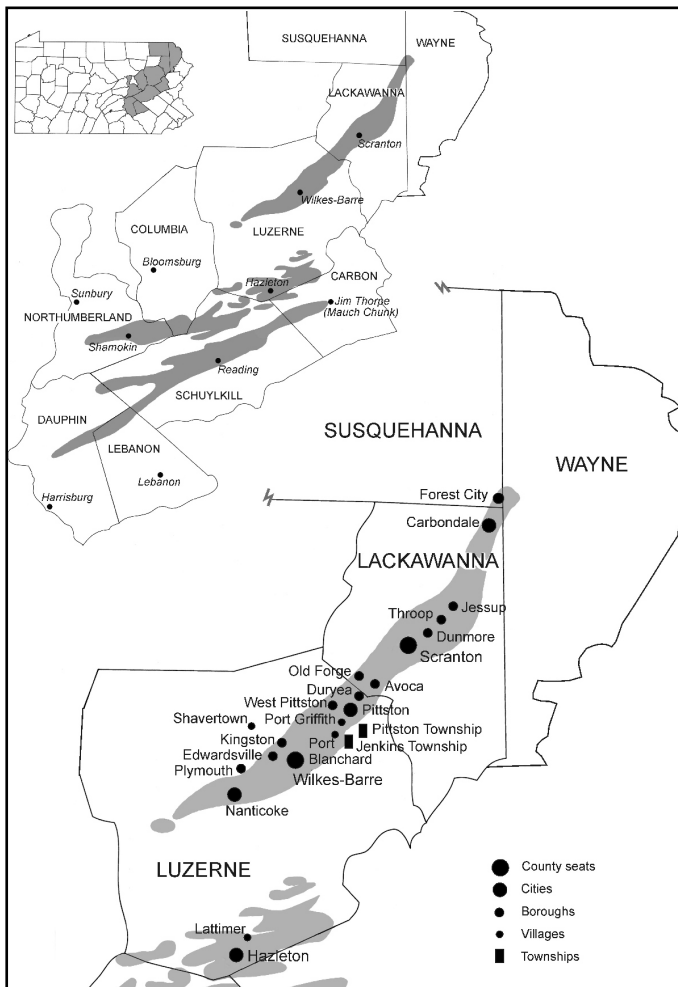 SUSQUEHANNA
WAYNE
LACKAWANNA
Scranton
Wilkes-Barre
COLUMBIA
LUZERNE
Bloomsburg
CARBON
Hazleton
Sunbury
Jim Thorpe
(Mauch Chunk)
NORTHUMBERLAND
Shamokin
Reading
SCHUYLKILL
DAUPHIN
LEBANON
Lebanon
Harrisburg
SUSQUEHANNA
WAYNE
Forest City
Carbondale
LACKAWANNA
Jessup
Throop
Dunmore
Scranton
Old Forge
Avoca
Duryea
West Pittston
Pittston
Port Griffith
Shavertown
Pittston Township
Kingston
Port
Blanchard
Jenkins Township
Edwardsville
Plymouth
Wilkes-Barre
Nanticoke
LUZERNE
Lattimer
Hazleton
County seats
Cities
Boroughs
Villages
Townships